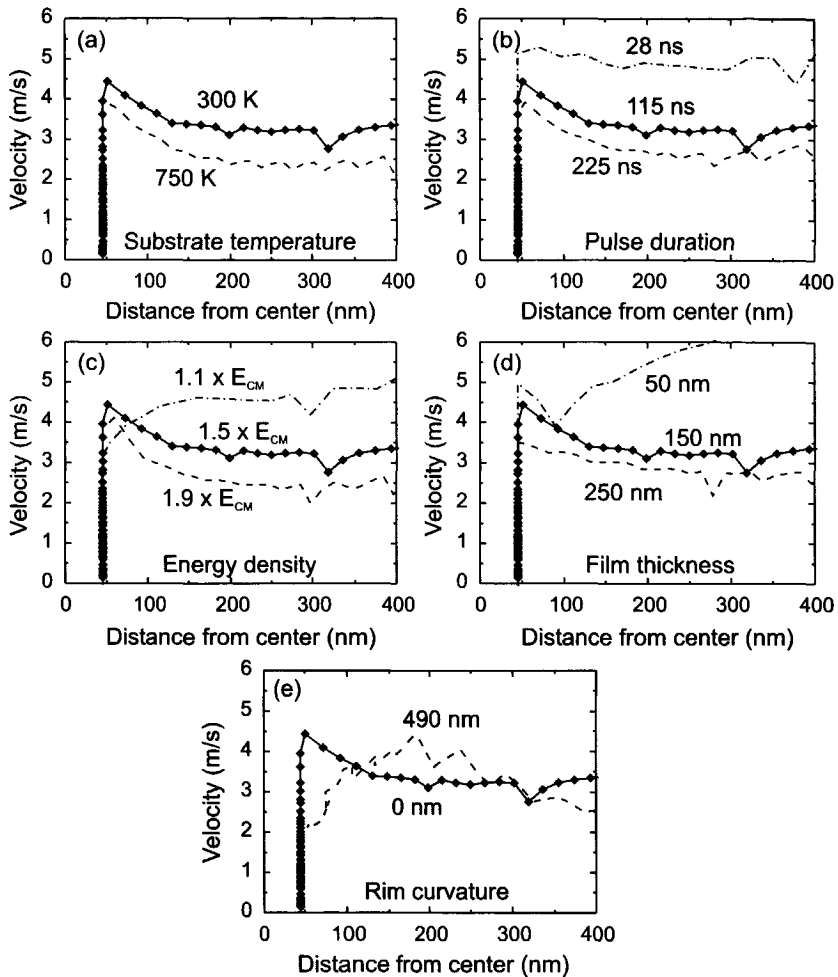 (a)
6
5
4
3
2
1
0
Velocity (m/s)
300 K
750 K
Substrate temperature
0 100 200 300 400
Distance from center (nm)
(b)
6
5
4
3
2
1
0
Velocity (m/s)
28 ns
115 ns
225 ns
Pulse duration
0 100 200 300 400
Distance from center (nm)
(c)
6
5
4
3
2
1
0
Velocity (m/s)
1.1 x E_CM
1.5 x E_CM
1.9 x E_CM
Energy density
0 100 200 300 400
Distance from center (nm)
(d)
6
5
4
3
2
1
0
Velocity (m/s)
50 nm
150 nm
250 nm
Film thickness
0 100 200 300 400
Distance from center (nm)
(e)
6
5
4
3
2
1
0
Velocity (m/s)
490 nm
0 nm
Rim curvature
0 100 200 300 400
Distance from center (nm)